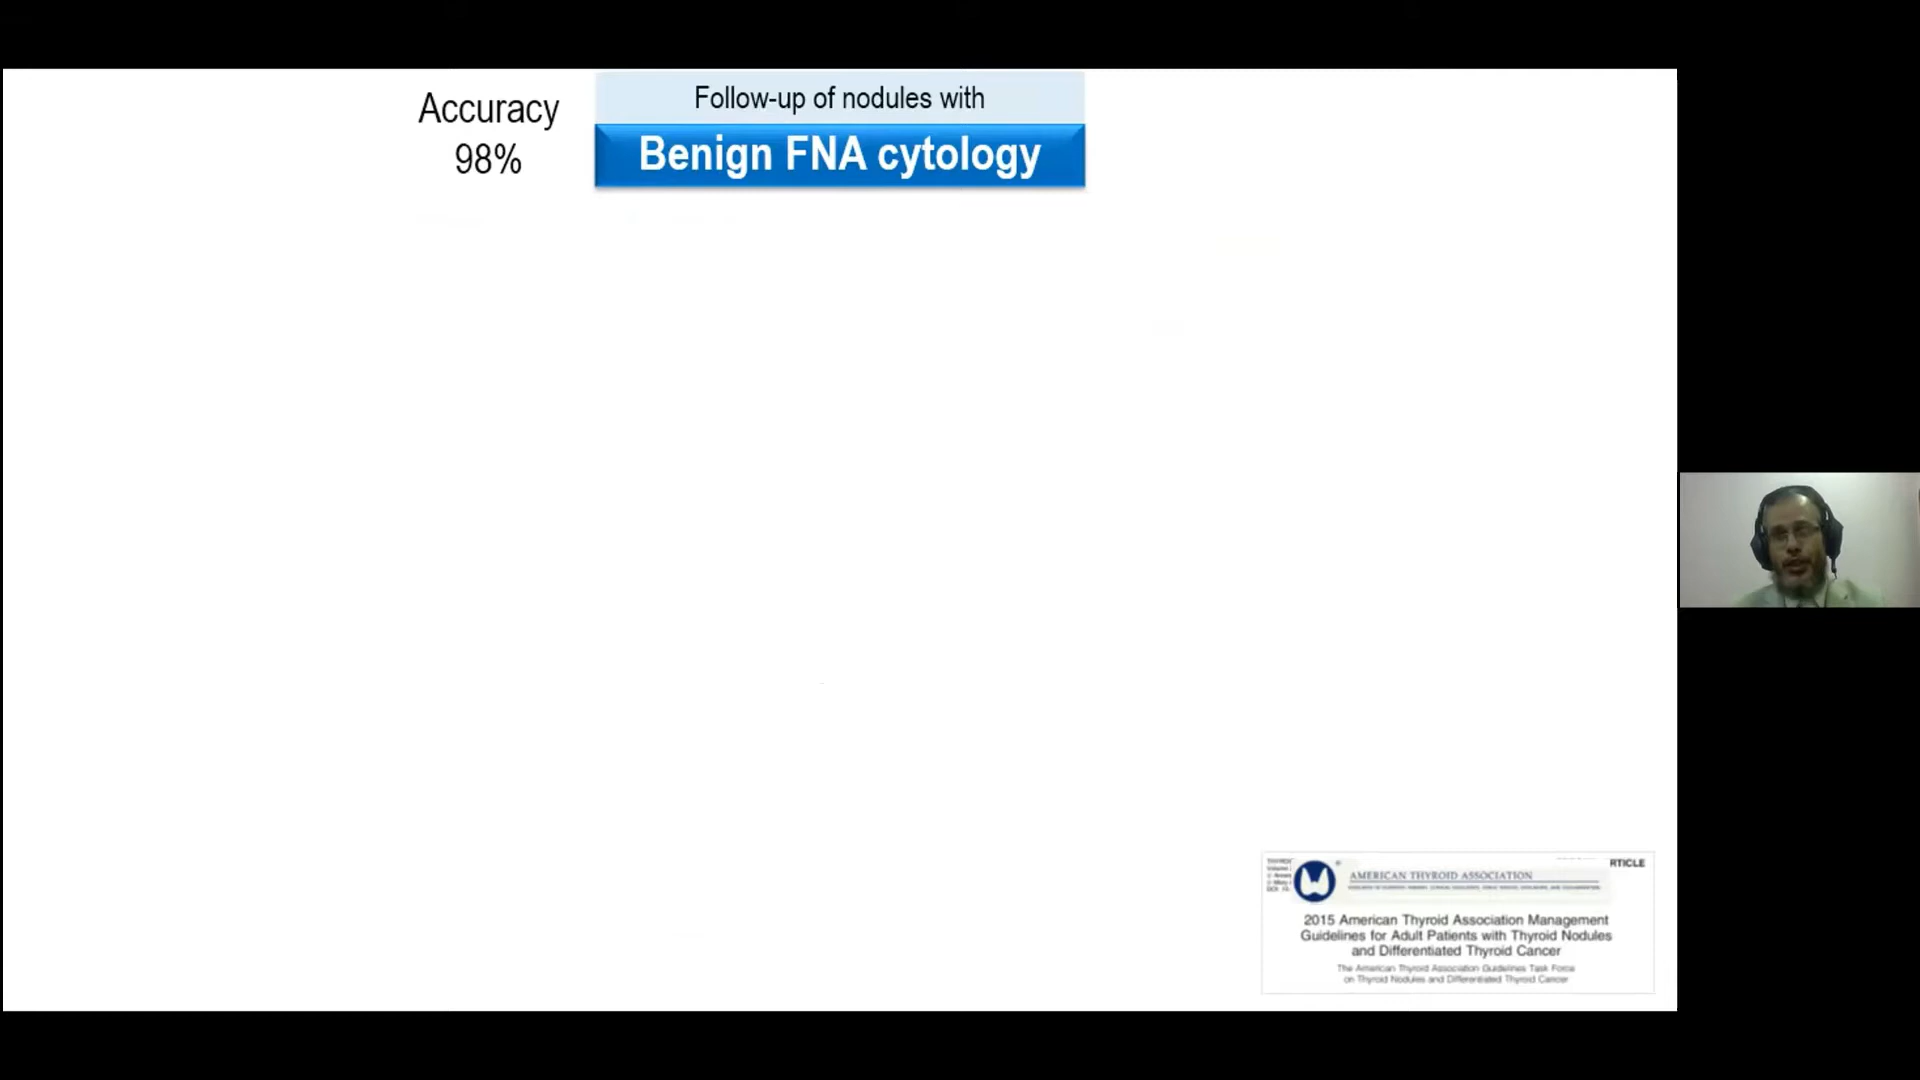 Accuracy
98%
Follow-up of nodules with
Benign FNA cytology
RTICLE
AMERICAN THYROID ASSOCIATION
2015 American Thyroid Association Management
Guidelines for Adult Patients with Thyroid Nodules
and Differentiated Thyroid Cancer
The American Thyroid Association Guidelines Task Force
on Thyroid Nodules and Differentiated Thyroid Cancer